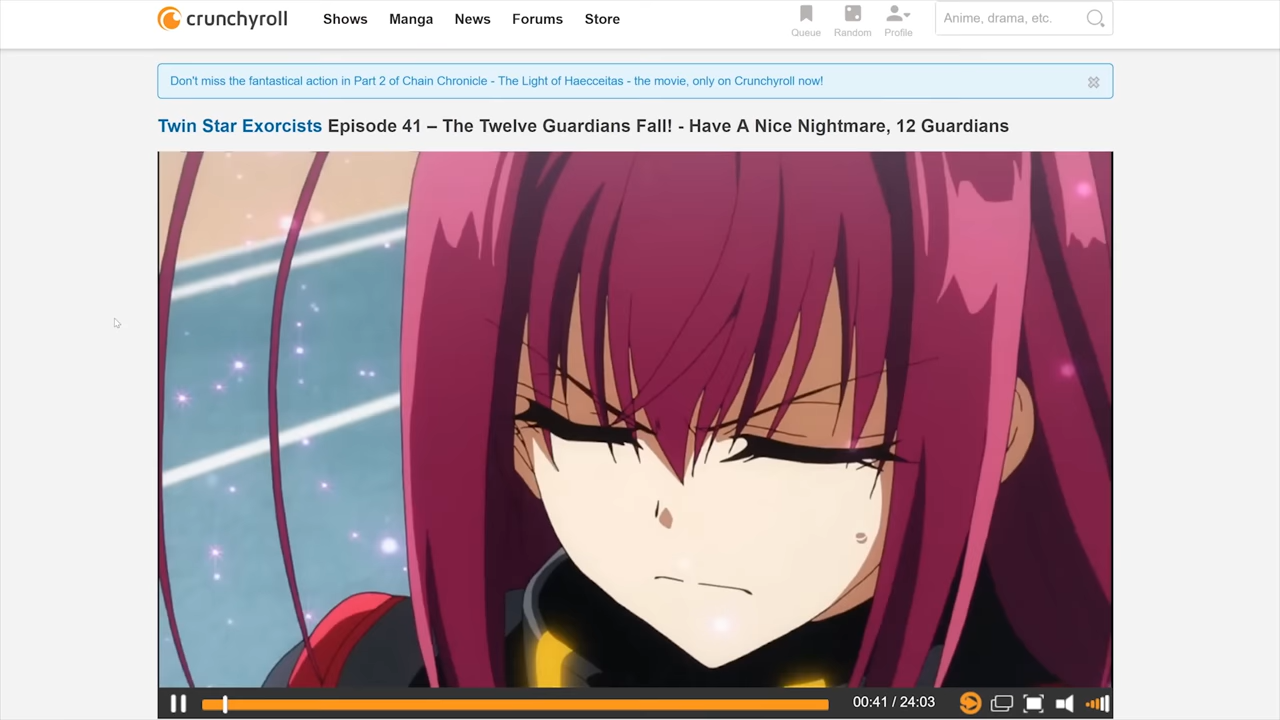 crunchyroll Shows Manga News Forums Store Queue Random Profile Anime, drama, etc.
Don't miss the fantastical action in Part 2 of Chain Chronicle - The Light of Haecceitas - the movie, only on Crunchyroll now!
Twin Star Exorcists Episode 41 – The Twelve Guardians Fall! - Have A Nice Nightmare, 12 Guardians
00:41 / 24:03